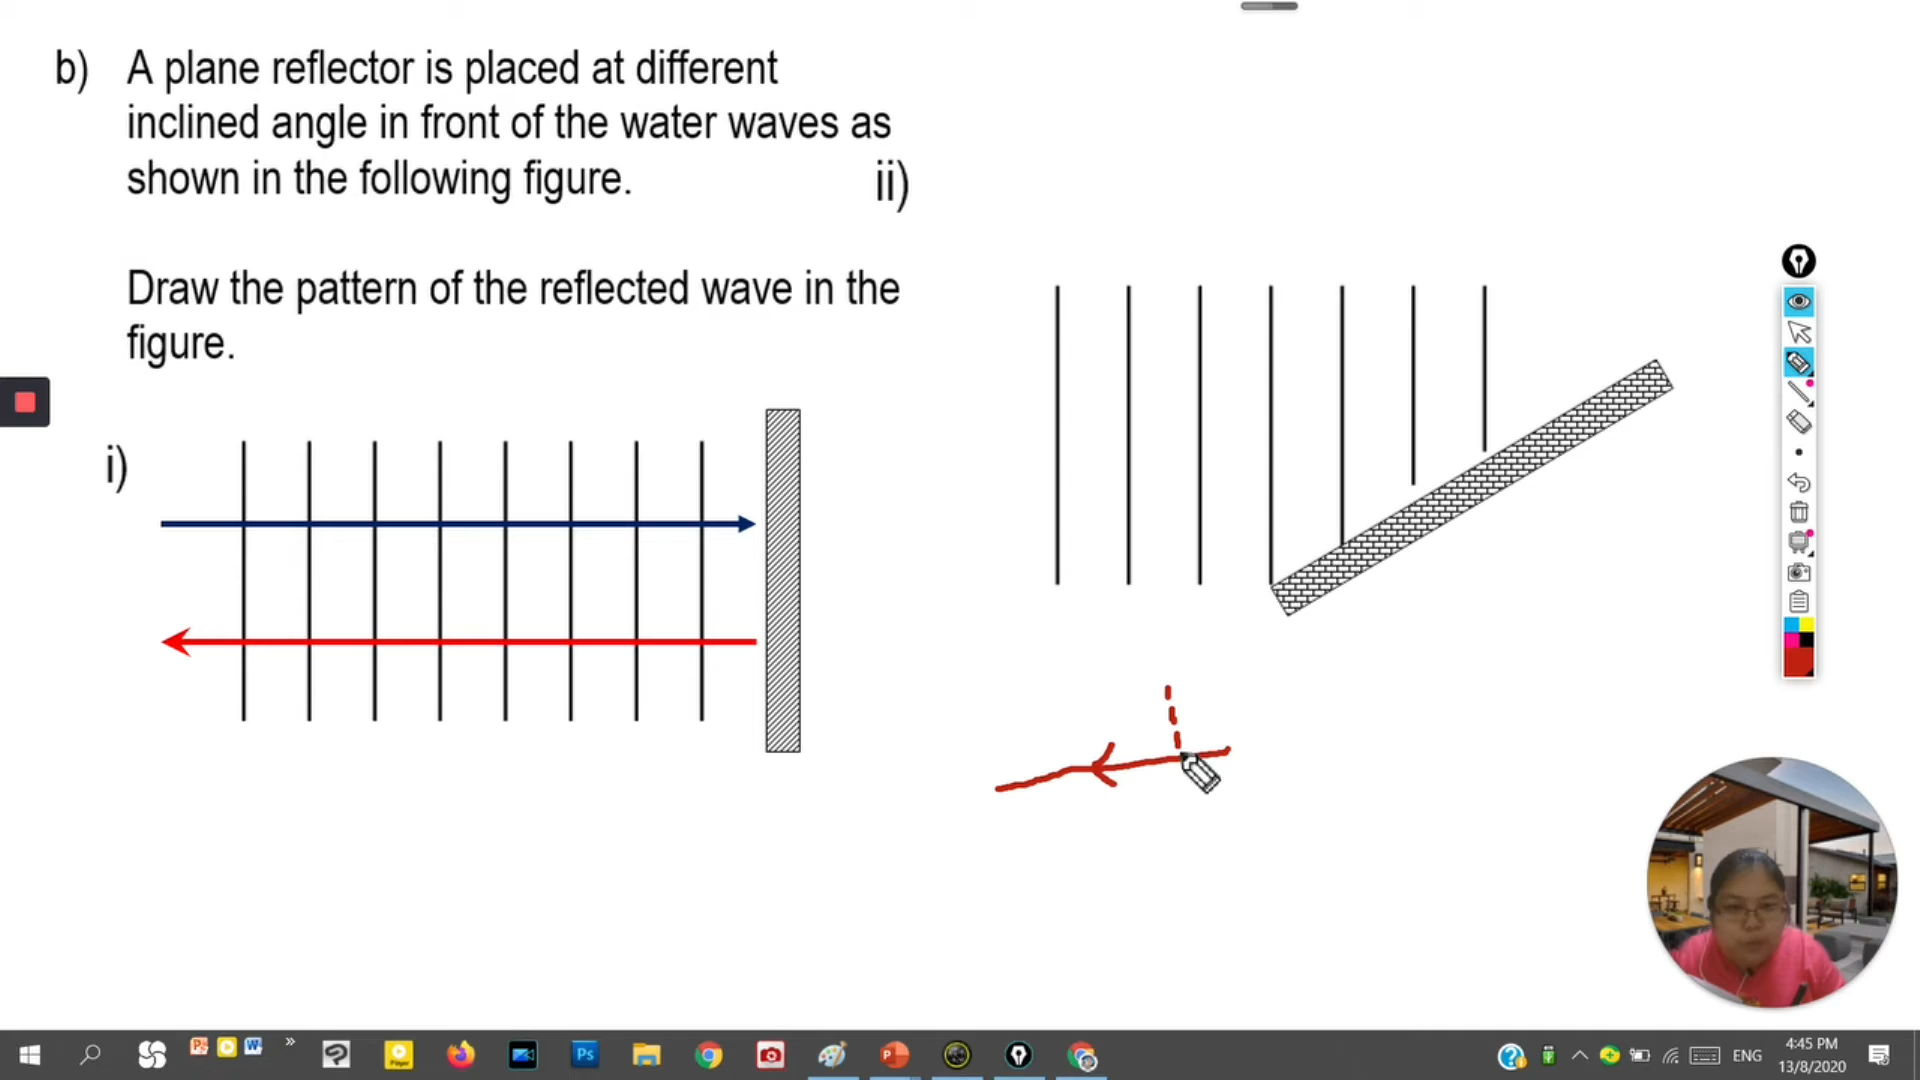 b) A plane reflector is placed at different
inclined angle in front of the water waves as
shown in the following figure.
ii)
Draw the pattern of the reflected wave in the
figure.
i)
Ps
P
W
»
Player
ENG
4:45 PM
13/8/2020